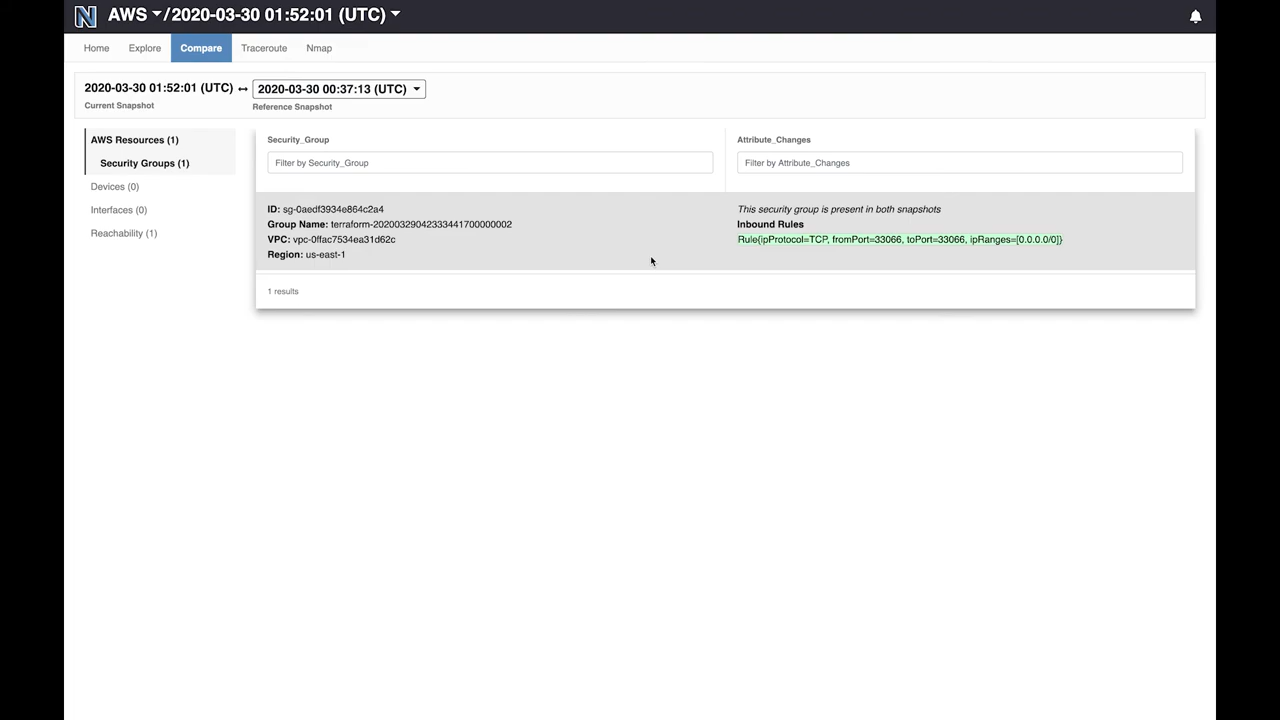 AWS /2020-03-30 01:52:01 (UTC)
Home Explore Compare Traceroute Nmap
2020-03-30 01:52:01 (UTC) ↔ 2020-03-30 00:37:13 (UTC)
Current Snapshot Reference Snapshot
AWS Resources (1)
Security Groups (1)
Devices (0)
Interfaces (0)
Reachability (1)
Security_Group Attribute_Changes
Filter by Security_Group Filter by Attribute_Changes
ID: sg-0aedf3934e864c2a4
Group Name: terraform-20200329042333441700000002
VPC: vpc-0ffac7534ea31d62c
Region: us-east-1
This security group is present in both snapshots
Inbound Rules
Rule{ipProtocol=TCP, fromPort=33066, toPort=33066, ipRanges=[0.0.0.0/0]}
1 results